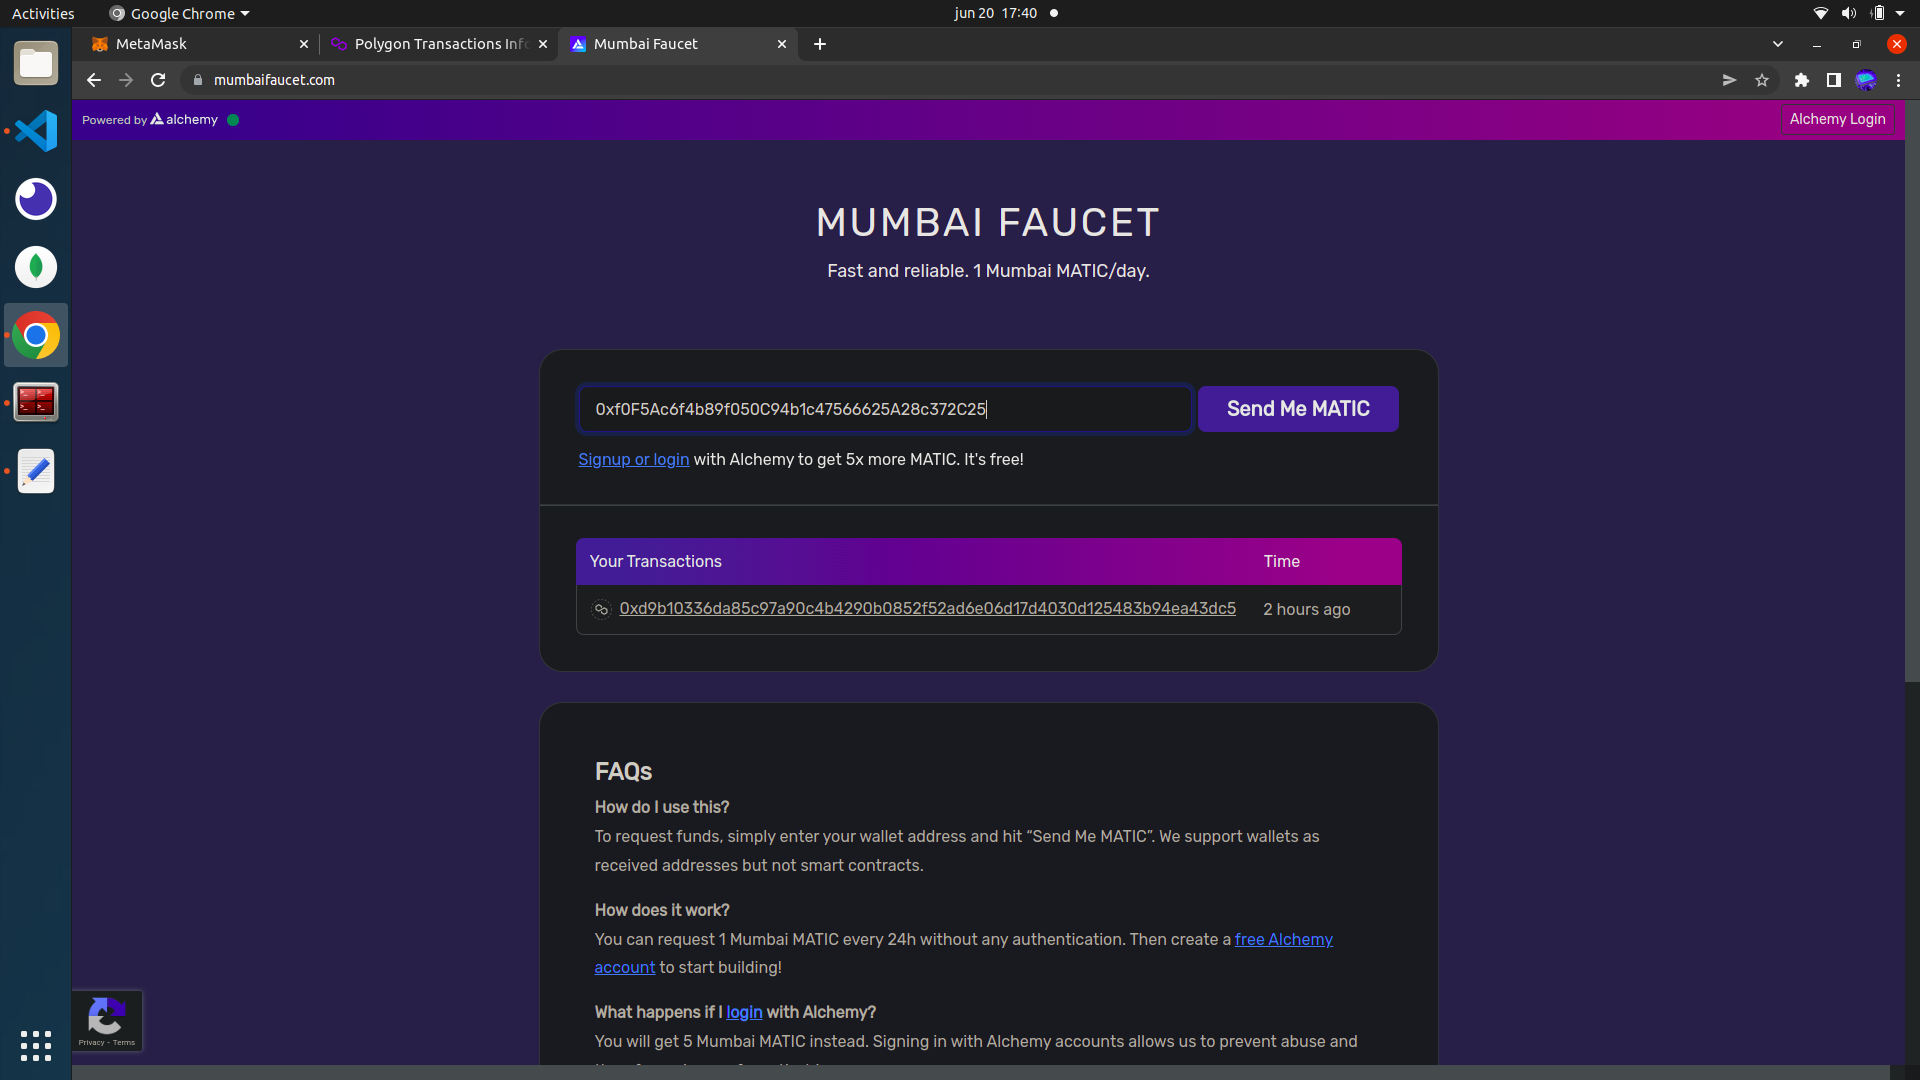 Activities
Google Chrome
jun 20 17:40
MetaMask
Polygon Transactions Info
Mumbai Faucet
mumbaifaucet.com
Powered by alchemy
Alchemy Login
MUMBAI FAUCET
Fast and reliable. 1 Mumbai MATIC/day.
0xf0F5Ac6f4b89f050C94b1c47566625A28c372C25
Send Me MATIC
Signup or login with Alchemy to get 5x more MATIC. It's free!
Your Transactions
Time
0xd9b10336da85c97a90c4b4290b0852f52ad6e06d17d4030d125483b94ea43dc5
2 hours ago
FAQs
How do I use this?
To request funds, simply enter your wallet address and hit “Send Me MATIC”. We support wallets as
received addresses but not smart contracts.
How does it work?
You can request 1 Mumbai MATIC every 24h without any authentication. Then create a free Alchemy
account to start building!
What happens if I login with Alchemy?
You will get 5 Mumbai MATIC instead. Signing in with Alchemy accounts allows us to prevent abuse and
Privacy - Terms